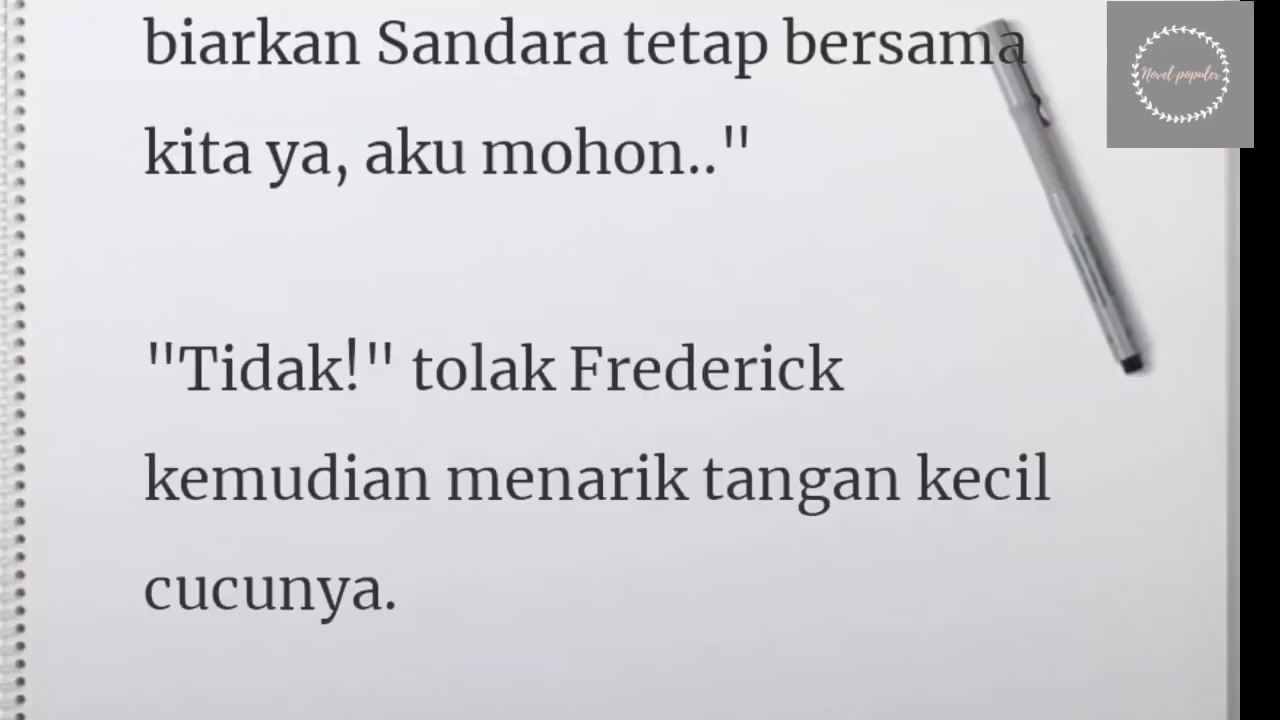 biarkan Sandara tetap bersama
Novel populer
kita ya, aku mohon.."
"Tidak!" tolak Frederick
kemudian menarik tangan kecil
cucunya.